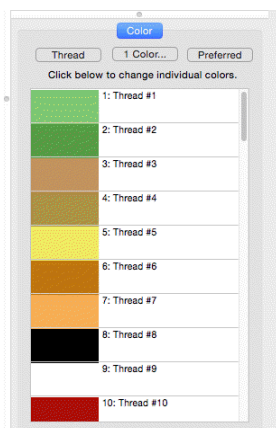 Color
Thread 1 Color... Preferred
Click below to change individual colors.
1: Thread #1
2: Thread #2
3: Thread #3
4: Thread #4
5: Thread #5
6: Thread #6
7: Thread #7
8: Thread #8
9: Thread #9
10: Thread #10